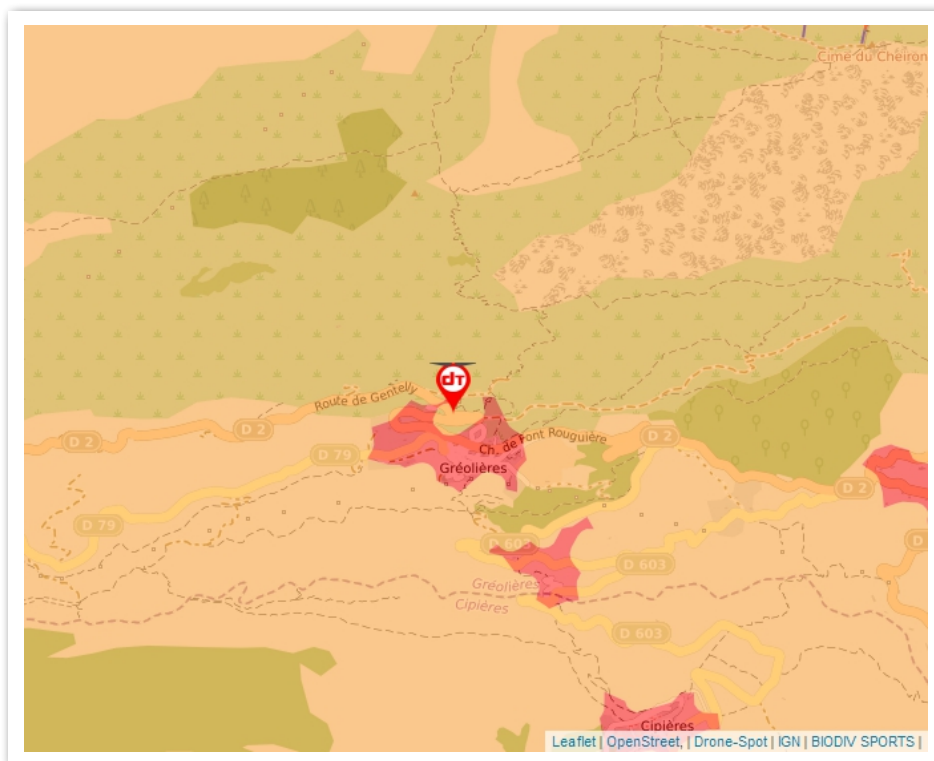 Cime du Cheiron
dT
Route de Gentelly
D 2
D 2
D 2
Ch. de Font Rouguière
D 79
Gréolières
D 2
D 79
D
D 603
D 603
Gréolières
Cipières
D 603
Cipières
Leaflet | OpenStreet, | Drone-Spot | IGN | BIODIV SPORTS |